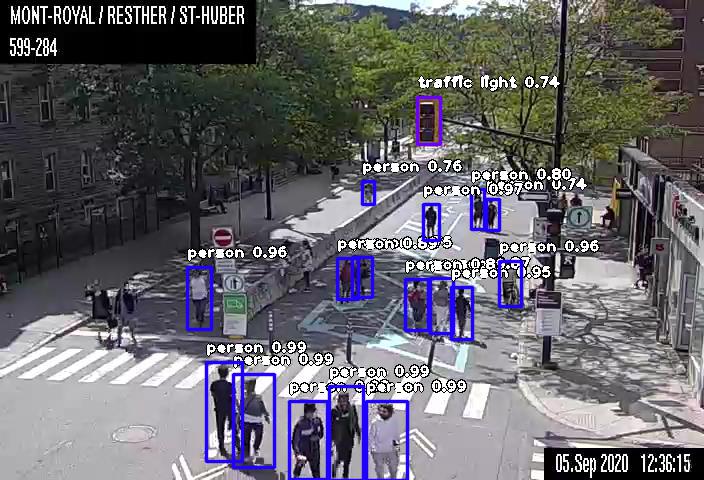 MONT-ROYAL / RESTHER / ST-HUBER
599-284
traffic light 0.74
person 0.76
person 0.80
person 0.97
0.74
person 0.96
person 0.96
person 0.95
person 0.99
person 0.99
person 0.99
person 0.99
05.Sep 2020 12:36:15